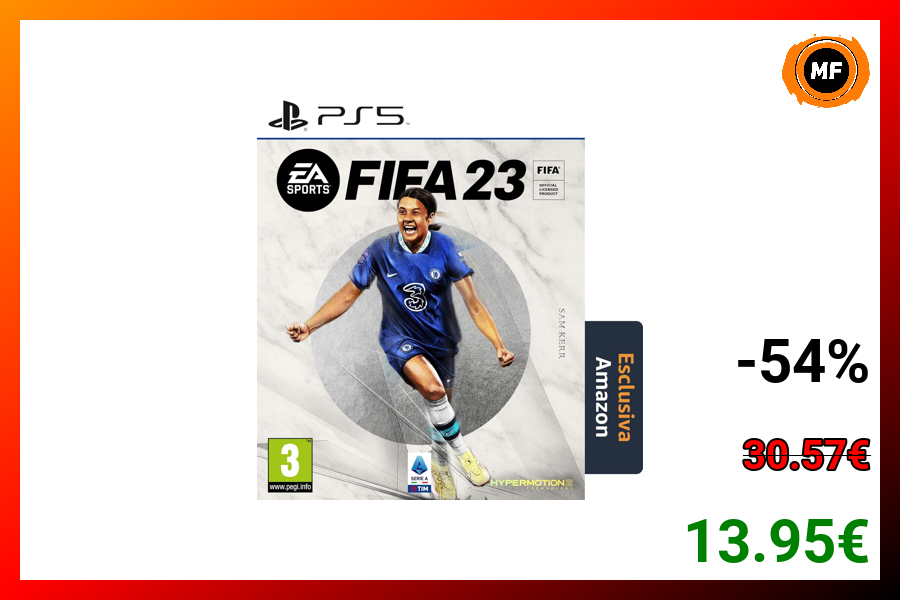 MF
PS5
EA
SPORTS
FIFA 23
FIFA
OFFICIAL
LICENSED
PRODUCT
SAM KERR
Esclusiva
Amazon
-54%
30.57€
13.95€
3
www.pegi.info
SERIE A
TIM
HYPERMOTION2